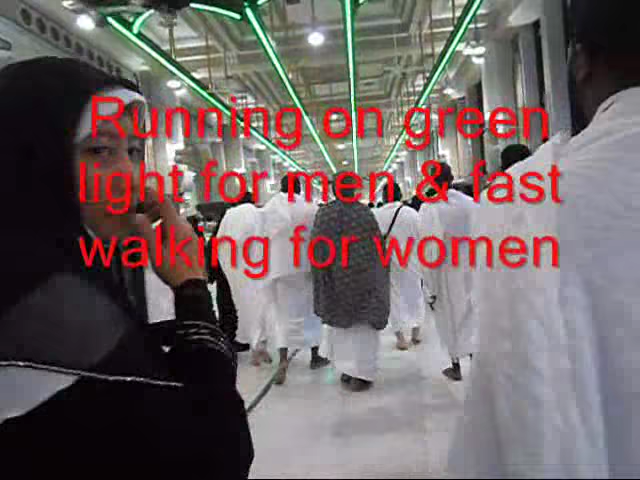 Running on green
light for men & fast
walking for women